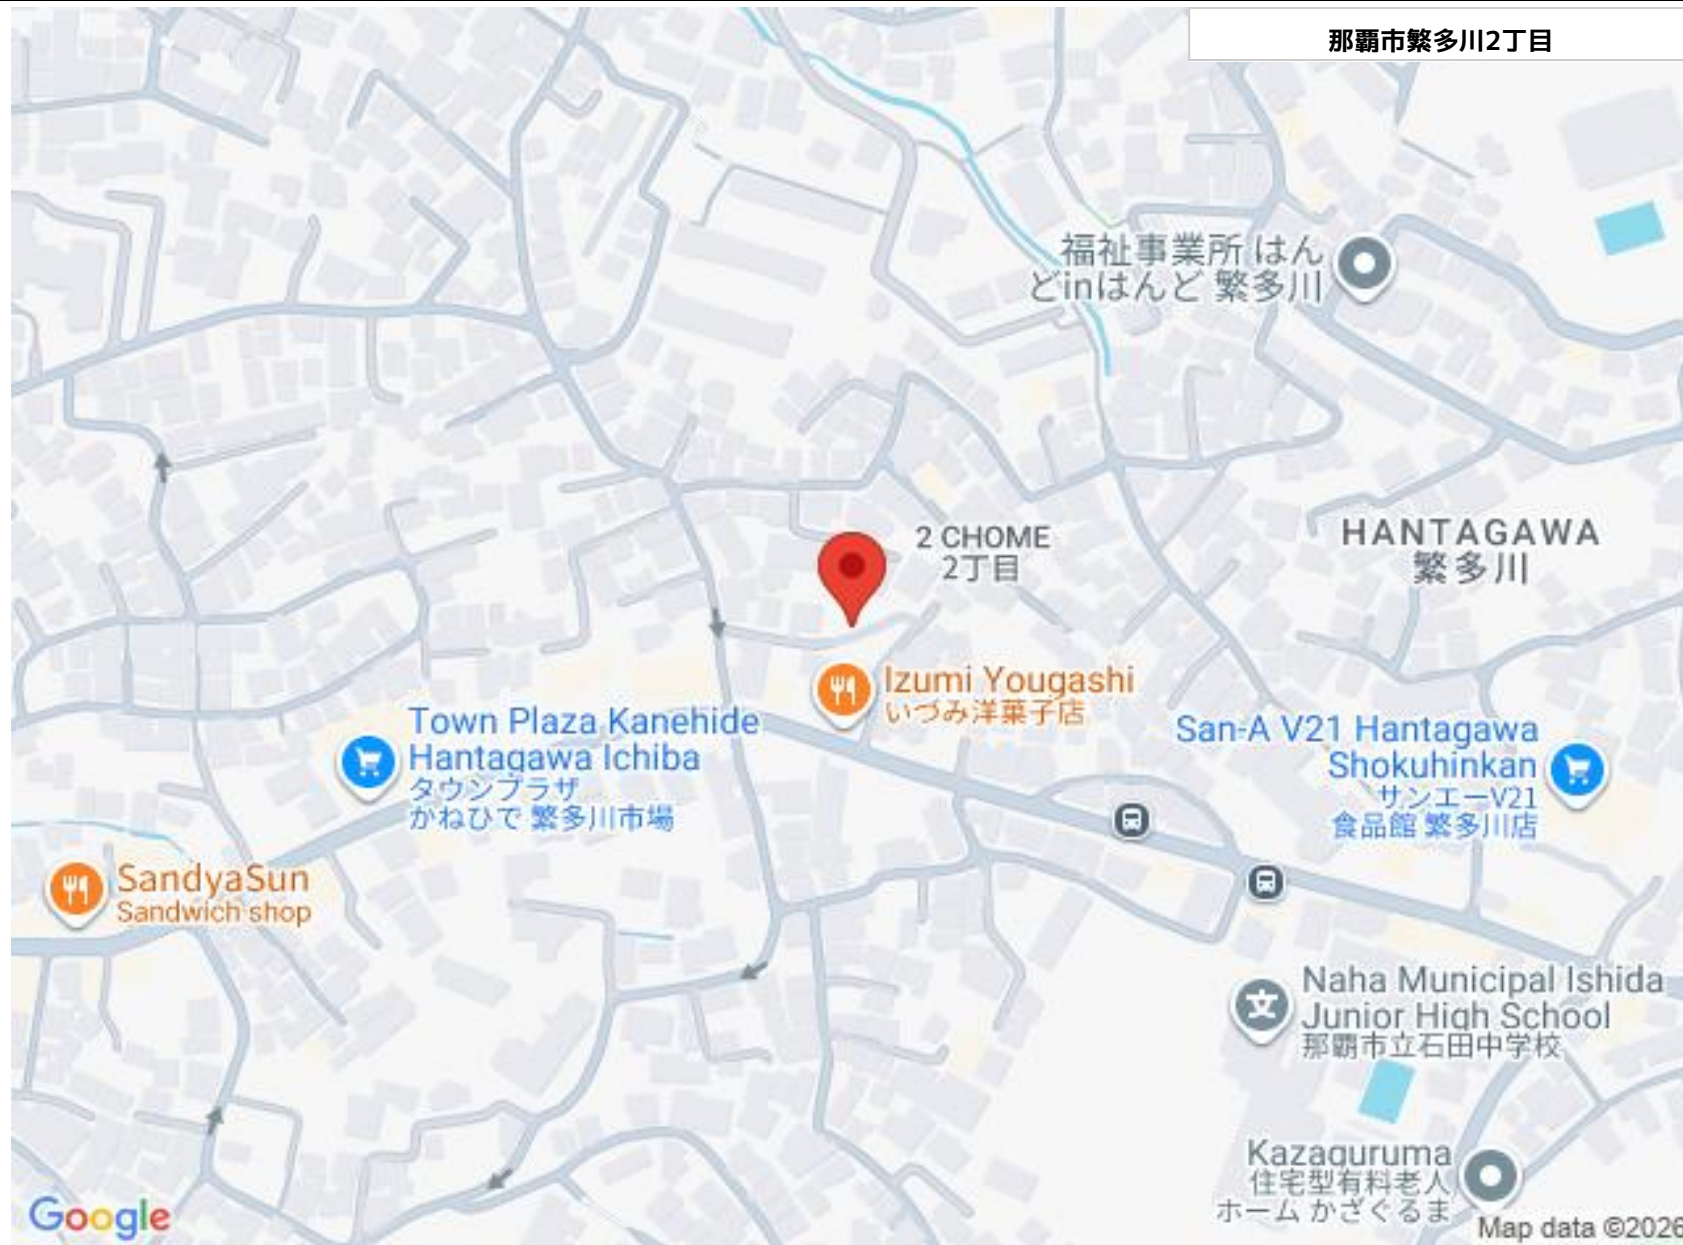 那覇市繁多川2丁目
福祉事業所 はん
どinはんど 繁多川
2 CHOME
2丁目
HANTAGAWA
繁多川
Izumi Yougashi
いづみ洋菓子店
Town Plaza Kanehide
Hantagawa Ichiba
タウンプラザ
かねひで 繁多川市場
San-A V21 Hantagawa
Shokuhinkan
サンエーV21
食品館 繁多川店
SandyaSun
Sandwich shop
Naha Municipal Ishida
Junior High School
那覇市立石田中学校
文
Kazaguruma
住宅型有料老人
ホーム かざぐるま
Google
Map data ©2026